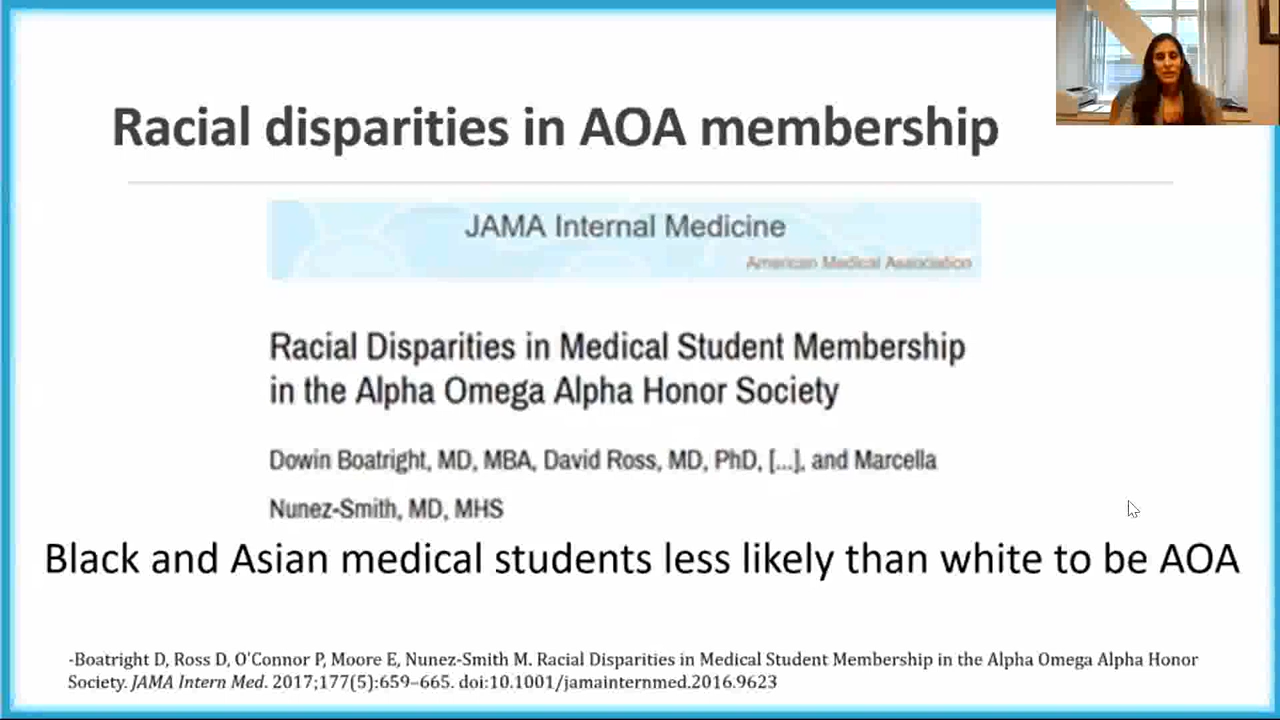 Racial disparities in AOA membership
JAMA Internal Medicine
American Medical Association
Racial Disparities in Medical Student Membership
in the Alpha Omega Alpha Honor Society
Dowin Boatright, MD, MBA, David Ross, MD, PhD, [...], and Marcella
Nunez-Smith, MD, MHS
Black and Asian medical students less likely than white to be AOA
-Boatright D, Ross D, O'Connor P, Moore E, Nunez-Smith M. Racial Disparities in Medical Student Membership in the Alpha Omega Alpha Honor
Society. JAMA Intern Med. 2017;177(5):659–665. doi:10.1001/jamainternmed.2016.9623